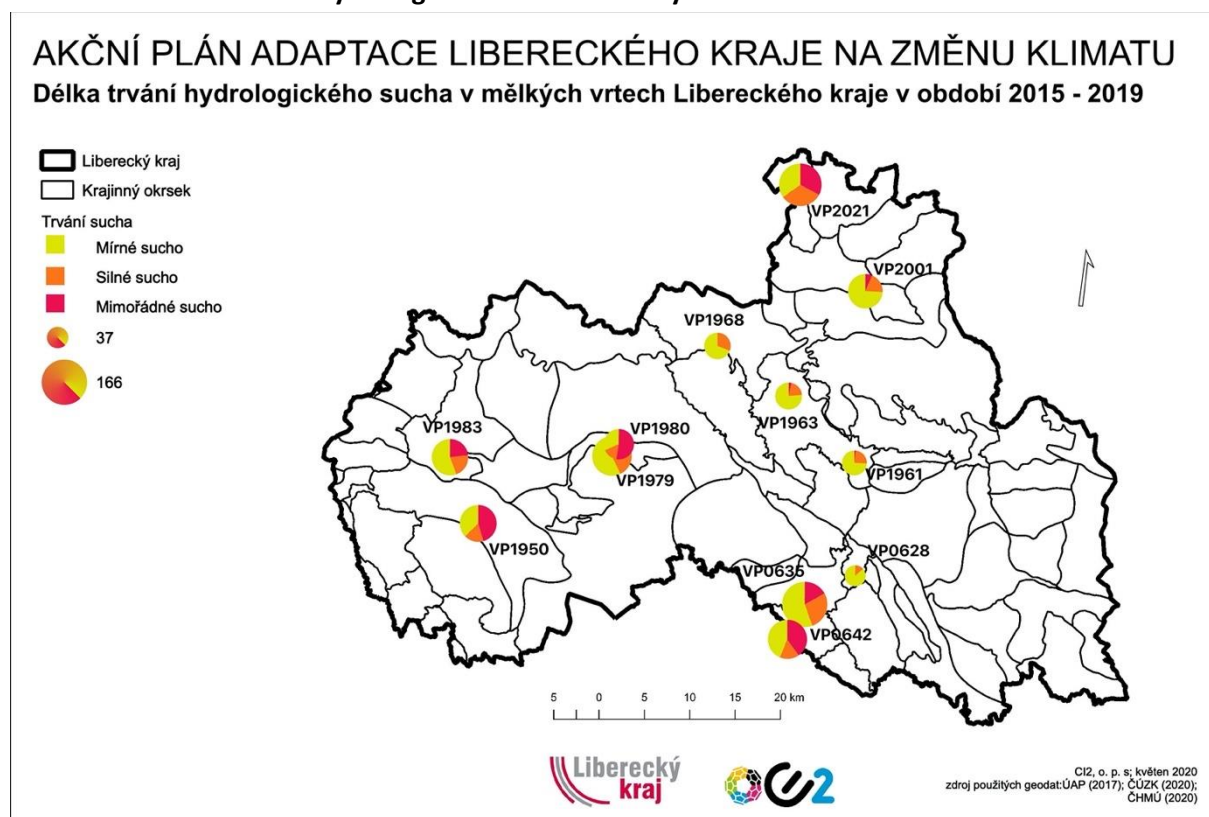 AKČNÍ PLÁN ADAPTACE LIBERECKÉHO KRAJE NA ZMĚNU KLIMATU
Délka trvání hydrologického sucha v mělkých vrtech Libereckého kraje v období 2015 - 2019
Liberecký kraj
Krajinný okrsek
Trvání sucha
Mírné sucho
Silné sucho
Mimořádné sucho
37
166
VP2021
VP2001
VP1968
VP1963
VP1983
VP1980
VP1979
VP1961
VP1950
VP0628
VP0635
VP0642
5 0 5 10 15 20 km
Liberecký
kraj
CI2, o. p. s; květen 2020
zdroj použitých geodat:ÚAP (2017); ČÚZK (2020);
ČHMÚ (2020)